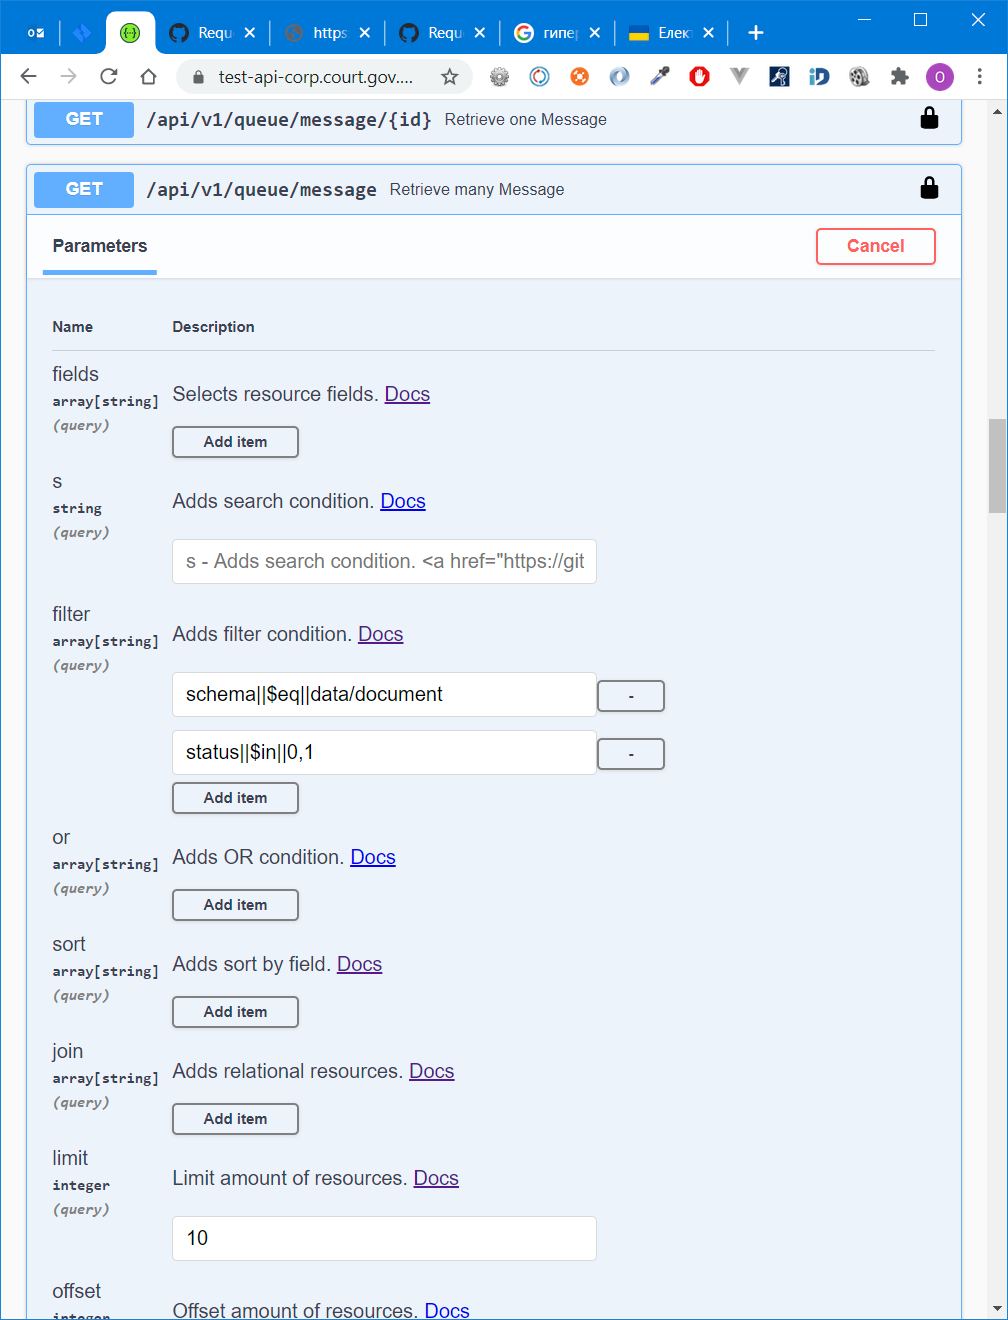 Requ
https
Requ
гипер
Елек
test-api-corp.court.gov....
O
GET /api/v1/queue/message/{id} Retrieve one Message
GET /api/v1/queue/message Retrieve many Message
Parameters
Cancel
Name Description
fields
array[string]
(query)
Selects resource fields. Docs
Add item
s
string
(query)
Adds search condition. Docs
s - Adds search condition. <a href="https://git
filter
array[string]
(query)
Adds filter condition. Docs
schema||$eq||data/document
-
status||$in||0,1
-
Add item
or
array[string]
(query)
Adds OR condition. Docs
Add item
sort
array[string]
(query)
Adds sort by field. Docs
Add item
join
array[string]
(query)
Adds relational resources. Docs
Add item
limit
integer
(query)
Limit amount of resources. Docs
10
offset
integer
Offset amount of resources. Docs